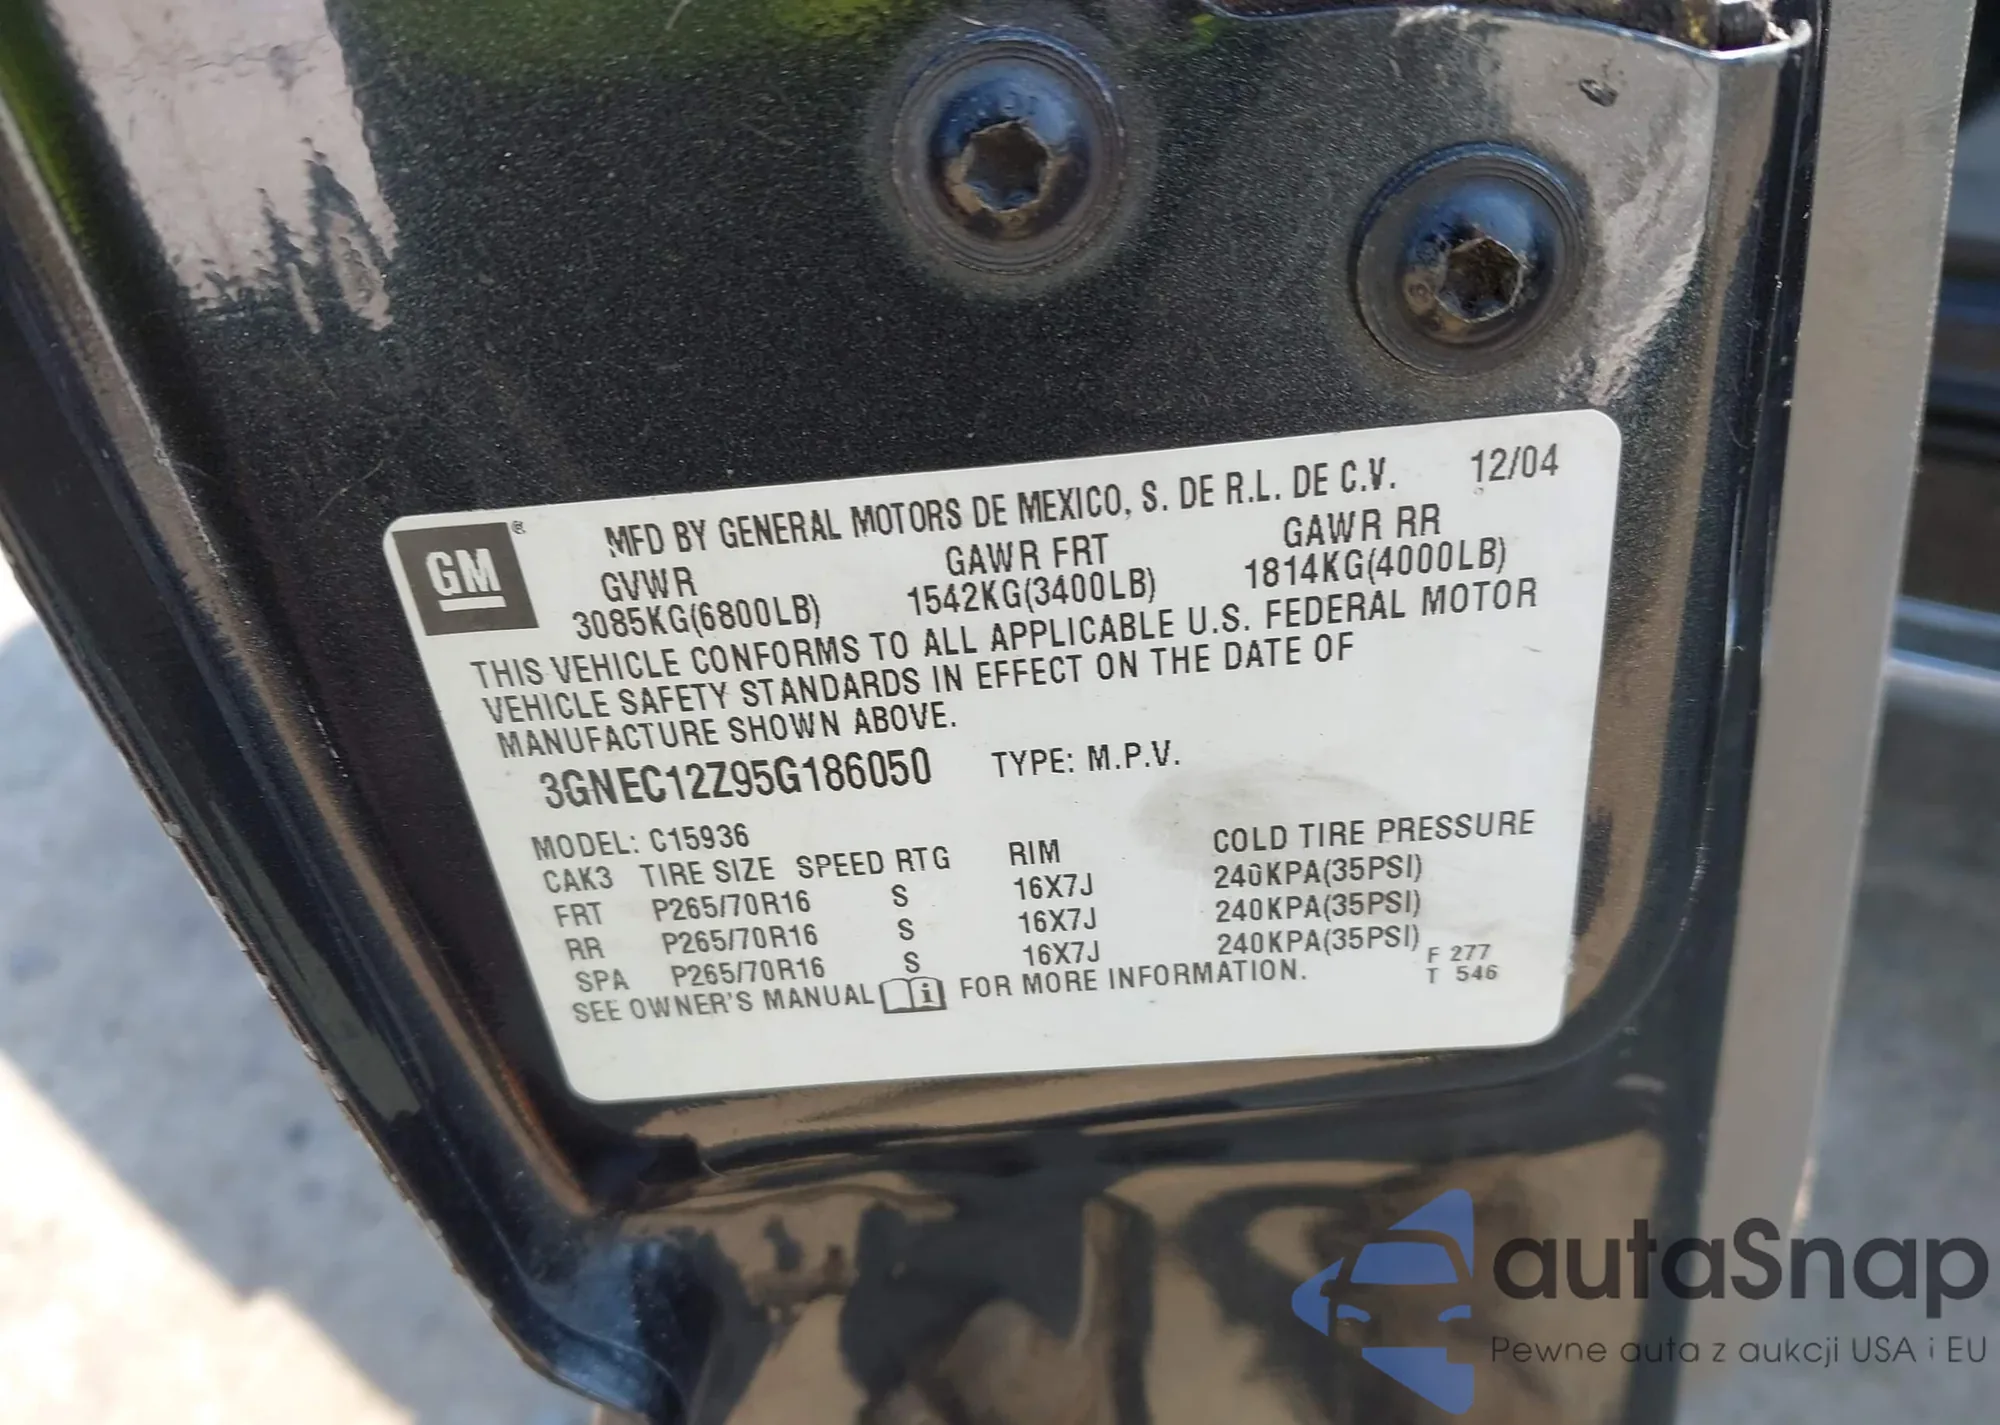 GM ®
MFD BY GENERAL MOTORS DE MEXICO, S. DE R.L. DE C.V. 12/04
GVWR GAWR FRT GAWR RR
3085KG(6800LB) 1542KG(3400LB) 1814KG(4000LB)
THIS VEHICLE CONFORMS TO ALL APPLICABLE U.S. FEDERAL MOTOR
VEHICLE SAFETY STANDARDS IN EFFECT ON THE DATE OF
MANUFACTURE SHOWN ABOVE.
3GNEC12Z95G186050 TYPE: M.P.V.
MODEL: C15936
CAK3 TIRE SIZE SPEED RTG RIM COLD TIRE PRESSURE
FRT P265/70R16 S 16X7J 240KPA(35PSI)
RR P265/70R16 S 16X7J 240KPA(35PSI)
SPA P265/70R16 S 16X7J 240KPA(35PSI)
SEE OWNER'S MANUAL i FOR MORE INFORMATION.
F 277
T 546
autaSnap
Pewne auta z aukcji USA i EU